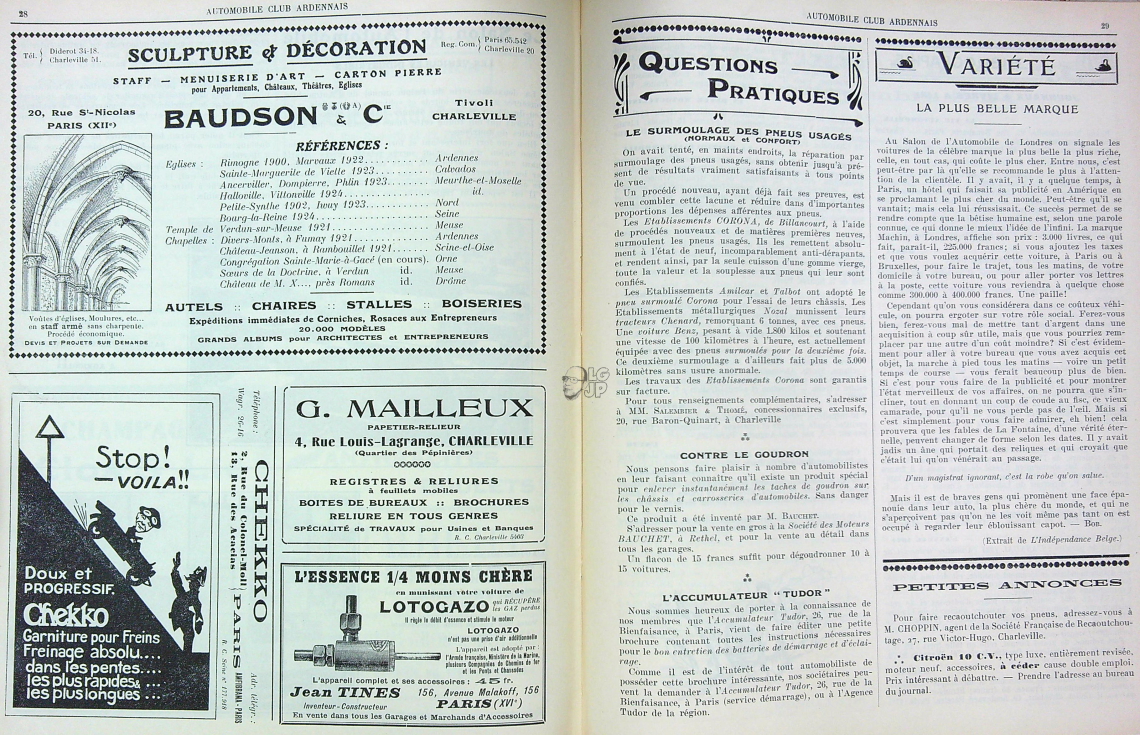 28
AUTOMOBILE CLUB ARDENNAIS
Tél. Diderot 34-18.
Charleville 51.
SCULPTURE & DÉCORATION
Reg. Com. Paris 65.542
Charleville 20
STAFF — MENUISERIE D'ART — CARTON PIERRE
pour Appartements, Châteaux, Théâtres, Eglises
20, Rue St-Nicolas
PARIS (XIIe)
BAUDSON & Cie
Tivoli
CHARLEVILLE
RÉFÉRENCES :
Eglises : Rimogne 1900, Marvaux 1922 Ardennes
Sainte-Marguerite de Viette 1923 Calvados
Ancerviller, Dompierre, Phlin 1923 Meurthe-et-Moselle
Halloville, Vittonville 1924 id.
Petite-Synthe 1902, Iwuy 1923 Nord
Bourg-la-Reine 1924 Seine
Temple de Verdun-sur-Meuse 1921 Meuse
Chapelles : Divers-Monts, à Fumay 1921 Ardennes
Château-Jeanson, à Rambouillet 1921 Seine-et-Oise
Congrégation Sainte-Marie-à-Gacé (en cours). Orne
Sœurs de la Doctrine, à Verdun id. Meuse
Château de M. X..., près Romans id. Drôme
Voûtes d'églises, Moulures, etc...
en staff armé sans charpente.
Procédé économique.
DEVIS ET PROJETS SUR DEMANDE
AUTELS :: CHAIRES :: STALLES :: BOISERIES
Expéditions immédiates de Corniches, Rosaces aux Entrepreneurs
20.000 MODÈLES
GRANDS ALBUMS pour ARCHITECTES et ENTREPRENEURS
Stop!
—VOILA!!
Doux et
PROGRESSIF.
Chekko
Garniture pour Freins
Freinage absolu....
dans les pentes....
les plus rapides&
les plus longues ...
Téléphone :
Wagr. 96-16
CHEKKO
2, Rue du Colonel-Moll
13, Rue des Acacias
PARIS
Adr. télégr. :
R. C. Seine n° 177.948
G. MAILLEUX
PAPETIER-RELIEUR
4, Rue Louis-Lagrange, CHARLEVILLE
(Quartier des Pépinières)
REGISTRES & RELIURES
à feuillets mobiles
BOITES DE BUREAUX :: BROCHURES
RELIURE EN TOUS GENRES
SPÉCIALITÉ de TRAVAUX pour Usines et Banques
R. C. Charleville 5003
L'ESSENCE 1/4 MOINS CHÈRE
en munissant votre voiture de
LOTOGAZO qui RÉCUPÈRE
les GAZ perdus
Il règle le débit d'essence et stimule le moteur
LOTOGAZO
n'est pas une prise d'air additionnelle
L'appareil est adopté par :
l'Armée française, Ministère de la Marine,
plusieurs Compagnies de Chemins de fer
et les Ponts et Chaussées
L'appareil complet et ses accessoires : 45 fr.
Jean TINES 156, Avenue Malakoff, 156
Inventeur-Constructeur PARIS (XVIe)
En vente dans tous les Garages et Marchands d'Accessoires
AUTOMOBILE CLUB ARDENNAIS
29
QUESTIONS
PRATIQUES
LE SURMOULAGE DES PNEUS USAGÉS
(NORMAUX et CONFORT)
On avait tenté, en maints endroits, la réparation par
surmoulage des pneus usagés, sans obtenir jusqu'à pré-
sent de résultats vraiment satisfaisants à tous points
de vue.
Un procédé nouveau, ayant déjà fait ses preuves, est
venu combler cette lacune et réduire dans d'importantes
proportions les dépenses afférentes aux pneus.
Les Etablissements CORONA, de Billancourt, à l'aide
de procédés nouveaux et de matières premières neuves,
surmoulent les pneus usagés. Ils les remettent absolu-
ment à l'état de neuf, incomparablement anti-dérapants,
et rendent ainsi, par la seule cuisson d'une gomme vierge,
toute la valeur et la souplesse aux pneus qui leur sont
confiés.
Les Etablissements Amilcar et Talbot ont adopté le
pneu surmoulé Corona pour l'essai de leurs châssis. Les
Etablissements métallurgiques Nozal munissent leurs
tracteurs Chenard, remorquant 6 tonnes, avec ces pneus.
Une voiture Benz, pesant à vide 1.800 kilos et soutenant
une vitesse de 100 kilomètres à l'heure, est actuellement
équipée avec des pneus surmoulés pour la deuxième fois.
Ce deuxième surmoulage a d'ailleurs fait plus de 5.000
kilomètres sans usure anormale.
Les travaux des Etablissements Corona sont garantis
sur facture.
Pour tous renseignements complémentaires, s'adresser
à MM. SALEMBIER & THOMÉ, concessionnaires exclusifs,
20, rue Baron-Quinart, à Charleville
CONTRE LE GOUDRON
Nous pensons faire plaisir à nombre d'automobilistes
en leur faisant connaître qu'il existe un produit spécial
pour enlever instantanément les taches de goudron sur
les châssis et carrosseries d'automobiles. Sans danger
pour le vernis.
Ce produit a été inventé par M. BAUCHET.
S'adresser pour la vente en gros à la Société des Moteurs
BAUCHET, à Rethel, et pour la vente au détail dans
tous les garages.
Un flacon de 15 francs suffit pour dégoudronner 10 à
15 voitures.
L'ACCUMULATEUR "TUDOR"
Nous sommes heureux de porter à la connaissance de
nos membres que l'Accumulateur Tudor, 26, rue de la
Bienfaisance, à Paris, vient de faire éditer une petite
brochure contenant toutes les instructions nécessaires
pour le bon entretien des batteries de démarrage et d'éclai-
rage.
Comme il est de l'intérêt de tout automobiliste de
posséder cette brochure intéressante, nos sociétaires peu-
vent la demander à l'Accumulateur Tudor, 26, rue de la
Bienfaisance, à Paris (service démarrage), ou à l'Agence
Tudor de la région.
VARIÉTÉ
LA PLUS BELLE MARQUE
Au Salon de l'Automobile de Londres on signale les
voitures de la célèbre marque la plus belle la plus riche,
celle, en tout cas, qui coûte le plus cher. Entre nous, c'est
peut-être par là qu'elle se recommande le plus à l'atten-
tion de la clientèle. Il y avait, il y a quelque temps, à
Paris, un hôtel qui faisait sa publicité en Amérique en
se proclamant le plus cher du monde. Peut-être qu'il se
vantait; mais cela lui réussissait. Ce succès permet de se
rendre compte que la bêtise humaine est, selon une parole
connue, ce qui donne le mieux l'idée de l'infini. La marque
Machin, à Londres, affiche son prix : 3.000 livres, ce qui
fait, paraît-il, 225.000 francs; si vous ajoutez les taxes
et que vous voulez acquérir cette voiture, à Paris ou à
Bruxelles, pour faire le trajet, tous les matins, de votre
domicile à votre bureau, ou pour aller porter vos lettres
à la poste, cette voiture vous reviendra à quelque chose
comme 300.000 à 400.000 francs. Une paille!
Cependant qu'on considérera dans ce coûteux véhi-
cule, on pourra ergoter sur votre rôle social. Ferez-vous
bien, ferez-vous mal de mettre tant d'argent dans une
acquisition à coup sûr utile, mais que vous pourriez rem-
placer par une autre d'un coût moindre? Si c'est évidem-
ment pour aller à votre bureau que vous avez acquis cet
objet, la marche à pied tous les matins — voire un petit
temps de course — vous ferait beaucoup plus de bien.
Si c'est pour vous faire de la publicité et pour montrer
l'état merveilleux de vos affaires, on ne pourra que s'in-
cliner, tout en donnant un coup de coude au fisc, ce vieux
camarade, pour qu'il ne vous perde pas de l'œil. Mais si
c'est simplement pour vous faire admirer, eh bien! cela
prouvera que les fables de La Fontaine, d'une vérité éter-
nelle, peuvent changer de forme selon les dates. Il y avait
jadis un âne qui portait des reliques et qui croyait que
c'était lui qu'on vénérait au passage.
D'un magistrat ignorant, c'est la robe qu'on salue.
Mais il est de braves gens qui promènent une face épa-
nouie dans leur auto, la plus chère du monde, et qui ne
s'aperçoivent pas qu'on ne les voit même pas tant on est
occupé à regarder leur éblouissant capot. — BOB.
(Extrait de L'Indépendance Belge.)
PETITES ANNONCES
Pour faire recaoutchouter vos pneus, adressez-vous à
M. CHOPPIN, agent de la Société Française de Recaoutchou-
tage, 27, rue Victor-Hugo, Charleville.
Citroën 10 C.V., type luxe, entièrement revisée,
moteur neuf, accessoires, à céder cause double emploi.
Prix intéressant à débattre. — Prendre l'adresse au bureau
du journal.
LG
JP